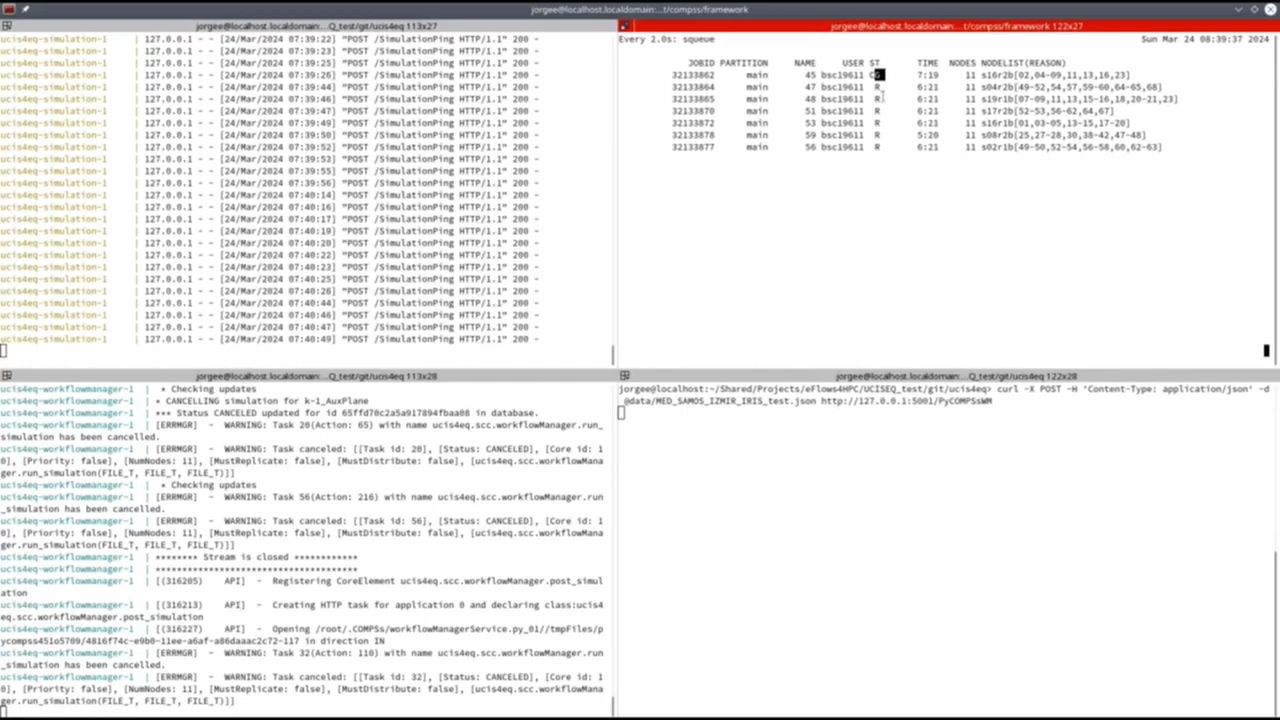 jorgee@localhost.localdomain:...t/compss/framework
jorgee@localhost.localdomain:...Q_test/git/ucis4eq 113x27
ucis4eq-simulation-1 | 127.0.0.1 - - [24/Mar/2024 07:39:22] "POST /SimulationPing HTTP/1.1" 200 -
ucis4eq-simulation-1 | 127.0.0.1 - - [24/Mar/2024 07:39:23] "POST /SimulationPing HTTP/1.1" 200 -
ucis4eq-simulation-1 | 127.0.0.1 - - [24/Mar/2024 07:39:25] "POST /SimulationPing HTTP/1.1" 200 -
ucis4eq-simulation-1 | 127.0.0.1 - - [24/Mar/2024 07:39:26] "POST /SimulationPing HTTP/1.1" 200 -
ucis4eq-simulation-1 | 127.0.0.1 - - [24/Mar/2024 07:39:44] "POST /SimulationPing HTTP/1.1" 200 -
ucis4eq-simulation-1 | 127.0.0.1 - - [24/Mar/2024 07:39:46] "POST /SimulationPing HTTP/1.1" 200 -
ucis4eq-simulation-1 | 127.0.0.1 - - [24/Mar/2024 07:39:47] "POST /SimulationPing HTTP/1.1" 200 -
ucis4eq-simulation-1 | 127.0.0.1 - - [24/Mar/2024 07:39:49] "POST /SimulationPing HTTP/1.1" 200 -
ucis4eq-simulation-1 | 127.0.0.1 - - [24/Mar/2024 07:39:50] "POST /SimulationPing HTTP/1.1" 200 -
ucis4eq-simulation-1 | 127.0.0.1 - - [24/Mar/2024 07:39:52] "POST /SimulationPing HTTP/1.1" 200 -
ucis4eq-simulation-1 | 127.0.0.1 - - [24/Mar/2024 07:39:53] "POST /SimulationPing HTTP/1.1" 200 -
ucis4eq-simulation-1 | 127.0.0.1 - - [24/Mar/2024 07:39:55] "POST /SimulationPing HTTP/1.1" 200 -
ucis4eq-simulation-1 | 127.0.0.1 - - [24/Mar/2024 07:39:56] "POST /SimulationPing HTTP/1.1" 200 -
ucis4eq-simulation-1 | 127.0.0.1 - - [24/Mar/2024 07:40:14] "POST /SimulationPing HTTP/1.1" 200 -
ucis4eq-simulation-1 | 127.0.0.1 - - [24/Mar/2024 07:40:16] "POST /SimulationPing HTTP/1.1" 200 -
ucis4eq-simulation-1 | 127.0.0.1 - - [24/Mar/2024 07:40:17] "POST /SimulationPing HTTP/1.1" 200 -
ucis4eq-simulation-1 | 127.0.0.1 - - [24/Mar/2024 07:40:19] "POST /SimulationPing HTTP/1.1" 200 -
ucis4eq-simulation-1 | 127.0.0.1 - - [24/Mar/2024 07:40:20] "POST /SimulationPing HTTP/1.1" 200 -
ucis4eq-simulation-1 | 127.0.0.1 - - [24/Mar/2024 07:40:22] "POST /SimulationPing HTTP/1.1" 200 -
ucis4eq-simulation-1 | 127.0.0.1 - - [24/Mar/2024 07:40:23] "POST /SimulationPing HTTP/1.1" 200 -
ucis4eq-simulation-1 | 127.0.0.1 - - [24/Mar/2024 07:40:25] "POST /SimulationPing HTTP/1.1" 200 -
ucis4eq-simulation-1 | 127.0.0.1 - - [24/Mar/2024 07:40:26] "POST /SimulationPing HTTP/1.1" 200 -
ucis4eq-simulation-1 | 127.0.0.1 - - [24/Mar/2024 07:40:44] "POST /SimulationPing HTTP/1.1" 200 -
ucis4eq-simulation-1 | 127.0.0.1 - - [24/Mar/2024 07:40:46] "POST /SimulationPing HTTP/1.1" 200 -
ucis4eq-simulation-1 | 127.0.0.1 - - [24/Mar/2024 07:40:47] "POST /SimulationPing HTTP/1.1" 200 -
ucis4eq-simulation-1 | 127.0.0.1 - - [24/Mar/2024 07:40:49] "POST /SimulationPing HTTP/1.1" 200 -
jorgee@localhost.localdomain:...t/compss/framework 122x27
Every 2.0s: squeue Sun Mar 24 08:39:37 2024
JOBID PARTITION NAME USER ST TIME NODES NODELIST(REASON)
32133862 main 45 bsc19611 CG 7:19 11 s16r2b[02,04-09,11,13,16,23]
32133864 main 47 bsc19611 R 6:21 11 s04r2b[49-52,54,57,59-60,64-65,68]
32133865 main 48 bsc19611 R 6:21 11 s19r1b[07-09,11,13,15-16,18,20-21,23]
32133870 main 51 bsc19611 R 6:21 11 s17r2b[52-53,56-62,64,67]
32133872 main 53 bsc19611 R 6:21 11 s16r1b[01,03-05,13-15,17-20]
32133878 main 59 bsc19611 R 5:20 11 s08r2b[25,27-28,30,38-42,47-48]
32133877 main 56 bsc19611 R 6:21 11 s02r1b[49-50,52-54,56-58,60,62-63]
jorgee@localhost.localdomain:...Q_test/git/ucis4eq 113x28
ucis4eq-workflowmanager-1 | * Checking updates
ucis4eq-workflowmanager-1 | * CANCELLING simulation for k-1_AuxPlane
ucis4eq-workflowmanager-1 | *** Status CANCELED updated for id 65ffd70c2a5a917894fbaa08 in database.
ucis4eq-workflowmanager-1 | [ERRMGR] - WARNING: Task 20(Action: 65) with name ucis4eq.scc.workflowManager.run_
simulation has been cancelled.
ucis4eq-workflowmanager-1 | [ERRMGR] - WARNING: Task canceled: [[Task id: 20], [Status: CANCELED], [Core id: 1
0], [Priority: false], [NumNodes: 11], [MustReplicate: false], [MustDistribute: false], [ucis4eq.scc.workflowMana
ger.run_simulation(FILE_T, FILE_T, FILE_T)]]
ucis4eq-workflowmanager-1 | * Checking updates
ucis4eq-workflowmanager-1 | [ERRMGR] - WARNING: Task 56(Action: 216) with name ucis4eq.scc.workflowManager.run
_simulation has been cancelled.
ucis4eq-workflowmanager-1 | [ERRMGR] - WARNING: Task canceled: [[Task id: 56], [Status: CANCELED], [Core id: 1
0], [Priority: false], [NumNodes: 11], [MustReplicate: false], [MustDistribute: false], [ucis4eq.scc.workflowMana
ger.run_simulation(FILE_T, FILE_T, FILE_T)]]
ucis4eq-workflowmanager-1 | ******** Stream is closed ************
ucis4eq-workflowmanager-1 | ************************************
ucis4eq-workflowmanager-1 | [(316205) API] - Registering CoreElement ucis4eq.scc.workflowManager.post_simul
ation
ucis4eq-workflowmanager-1 | [(316213) API] - Creating HTTP task for application 0 and declaring class:ucis4
eq.scc.workflowManager.post_simulation
ucis4eq-workflowmanager-1 | [(316227) API] - Opening /root/.COMPSs/workflowManagerService.py_01//tmpFiles/p
ycompss451o5709/4816f74c-e9b0-11ee-a6af-a86daaac2c72-117 in direction IN
ucis4eq-workflowmanager-1 | [ERRMGR] - WARNING: Task 32(Action: 110) with name ucis4eq.scc.workflowManager.run
_simulation has been cancelled.
ucis4eq-workflowmanager-1 | [ERRMGR] - WARNING: Task canceled: [[Task id: 32], [Status: CANCELED], [Core id: 1
0], [Priority: false], [NumNodes: 11], [MustReplicate: false], [MustDistribute: false], [ucis4eq.scc.workflowMana
ger.run_simulation(FILE_T, FILE_T, FILE_T)]]
jorgee@localhost.localdomain:...Q_test/git/ucis4eq 122x28
jorgee@localhost:~/Shared/Projects/eFlows4HPC/UCISEQ_test/git/ucis4eq> curl -X POST -H 'Content-Type: application/json' -d
@data/MED_SAMOS_IZMIR_IRIS_test.json http://127.0.0.1:5001/PyCOMPSsWM